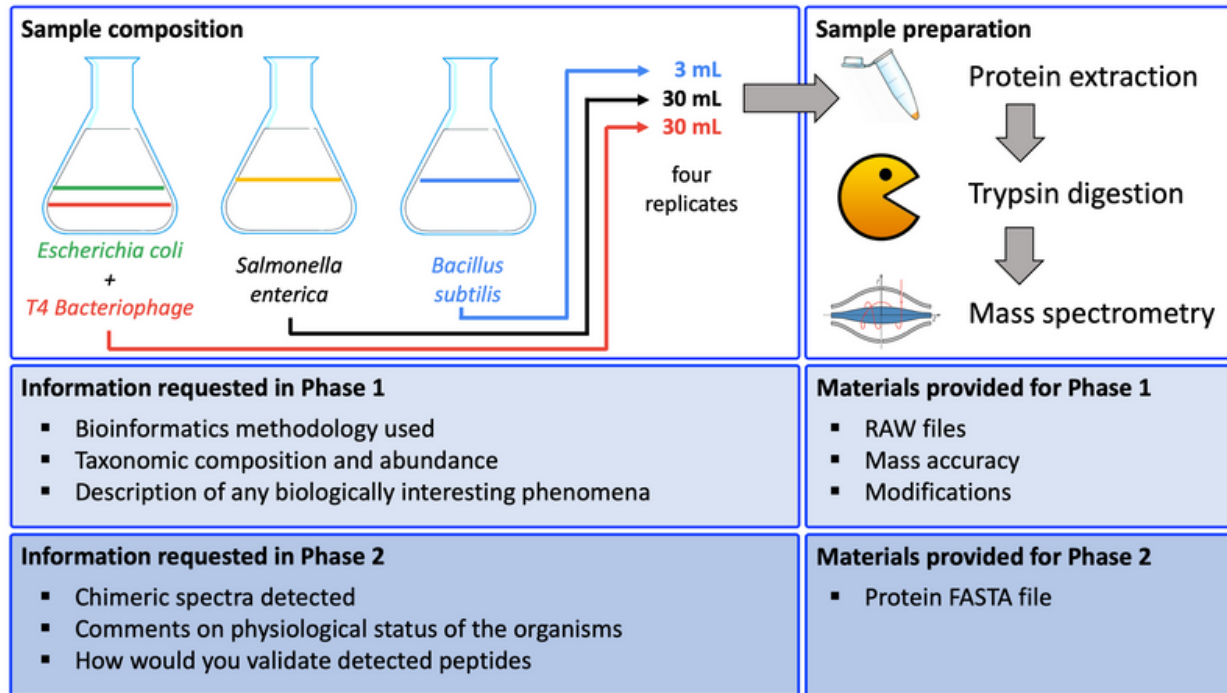 Sample composition
3 mL
30 mL
30 mL
four
replicates
Escherichia coli
+
T4 Bacteriophage
Salmonella
enterica
Bacillus
subtilis
Sample preparation
Protein extraction
Trypsin digestion
Mass spectrometry
Information requested in Phase 1
▪ Bioinformatics methodology used
▪ Taxonomic composition and abundance
▪ Description of any biologically interesting phenomena
Materials provided for Phase 1
▪ RAW files
▪ Mass accuracy
▪ Modifications
Information requested in Phase 2
▪ Chimeric spectra detected
▪ Comments on physiological status of the organisms
▪ How would you validate detected peptides
Materials provided for Phase 2
▪ Protein FASTA file